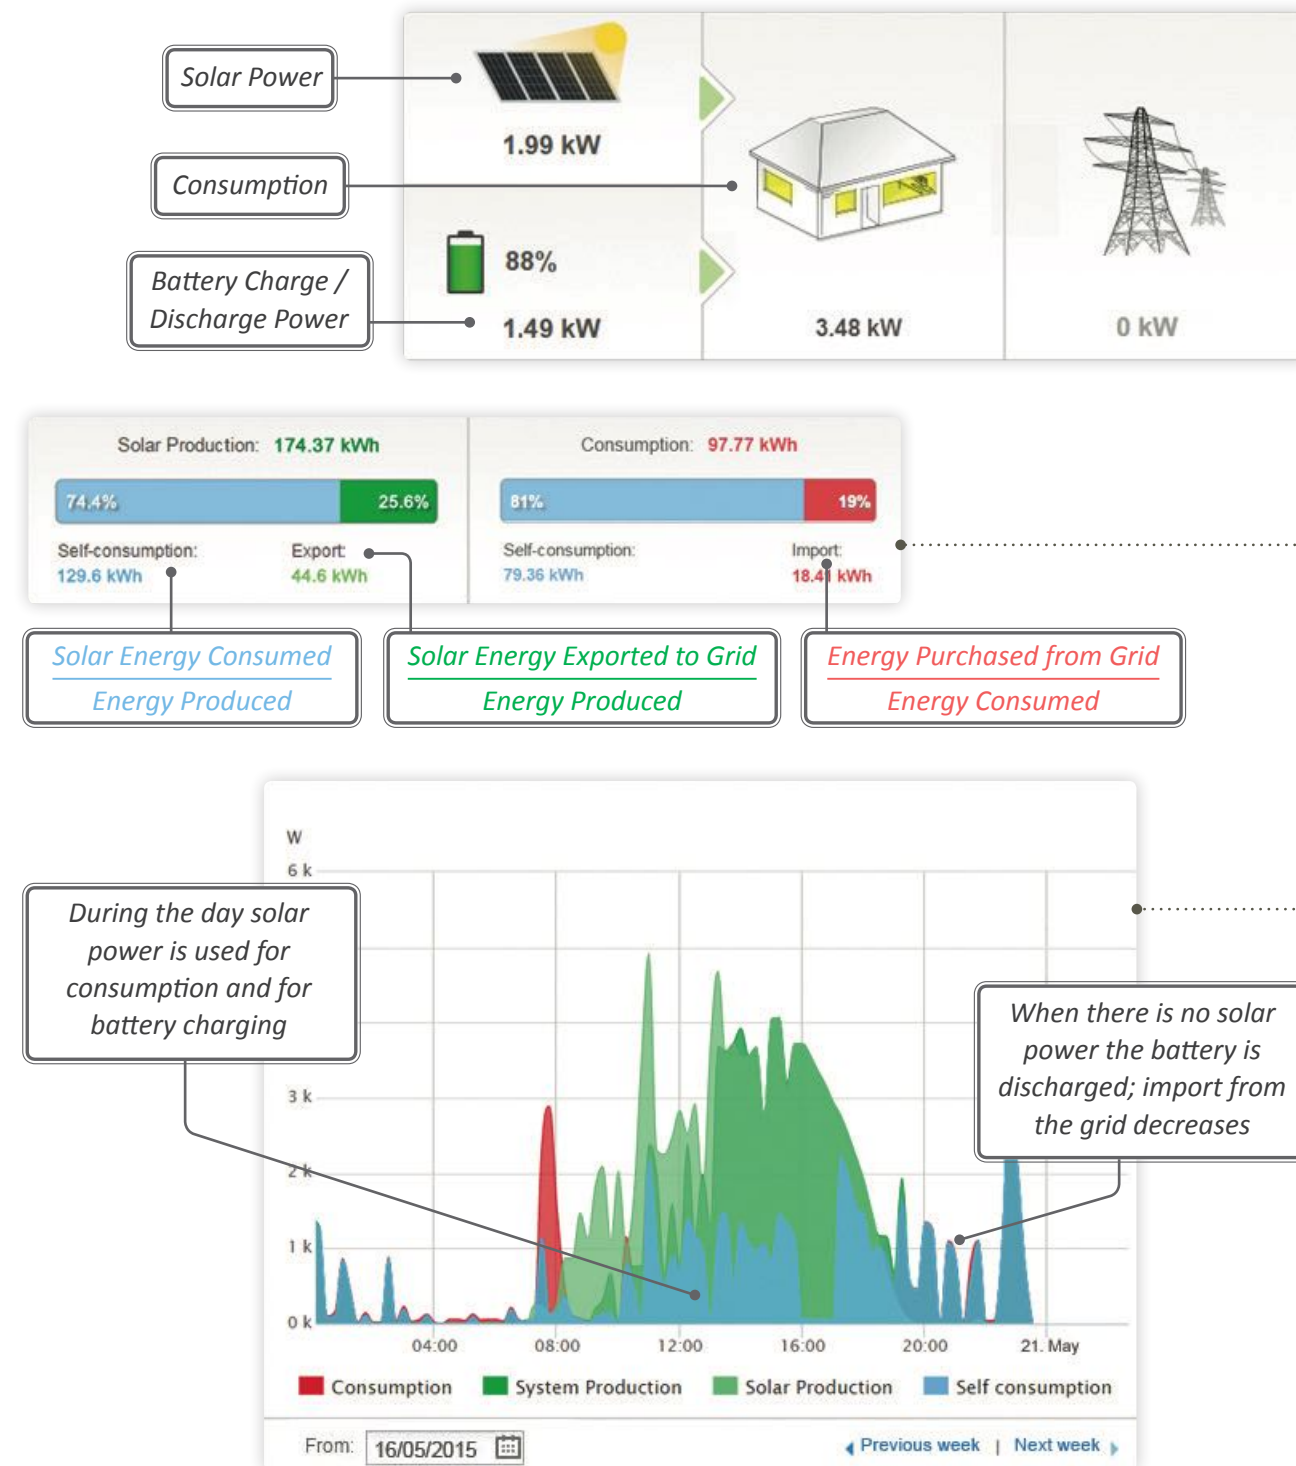 Solar Power
1.99 kW
Consumption
88%
Battery Charge /
Discharge Power
1.49 kW
3.48 kW
0 kW
Solar Production: 174.37 kWh
Consumption: 97.77 kWh
74.4%
25.6%
81%
19%
Self-consumption:
Export:
Self-consumption:
Import:
129.6 kWh
44.6 kWh
79.36 kWh
18.41 kWh
Solar Energy Consumed
Energy Produced
Solar Energy Exported to Grid
Energy Produced
Energy Purchased from Grid
Energy Consumed
W
6 k
During the day solar
power is used for
consumption and for
battery charging
When there is no solar
power the battery is
discharged; import from
the grid decreases
3 k
2 k
1 k
0 k
04:00
08:00
12:00
16:00
20:00
21. May
Consumption
System Production
Solar Production
Self consumption
From: 16/05/2015
Previous week | Next week